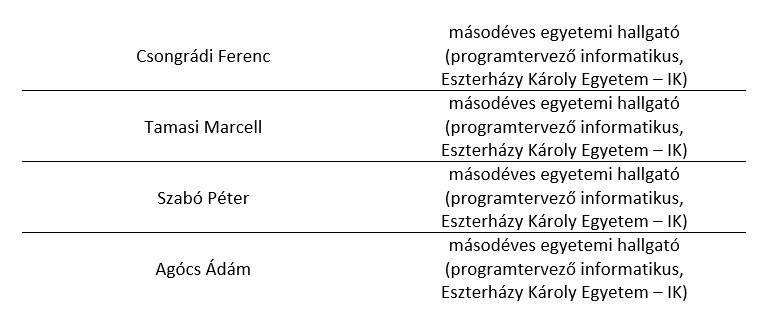 másodéves egyetemi hallgató
Csongrádi Ferenc (programtervező informatikus,
Eszterházy Károly Egyetem – IK)
másodéves egyetemi hallgató
Tamasi Marcell (programtervező informatikus,
Eszterházy Károly Egyetem – IK)
másodéves egyetemi hallgató
Szabó Péter (programtervező informatikus,
Eszterházy Károly Egyetem – IK)
másodéves egyetemi hallgató
Agócs Ádám (programtervező informatikus,
Eszterházy Károly Egyetem – IK)